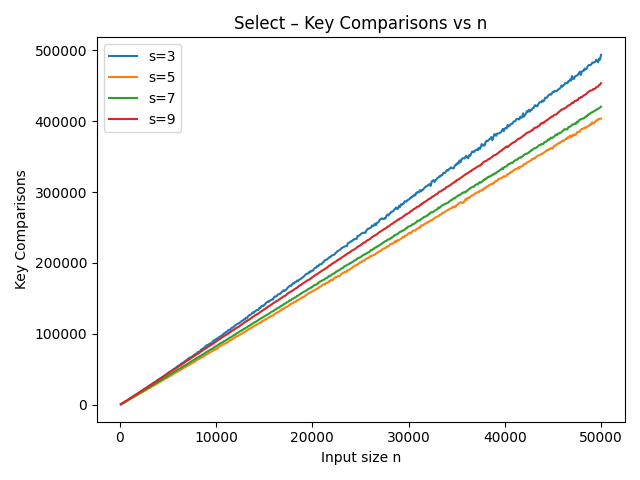 Select – Key Comparisons vs n
s=3
s=5
s=7
s=9
500000
400000
300000
200000
100000
0
Key Comparisons
0 10000 20000 30000 40000 50000
Input size n